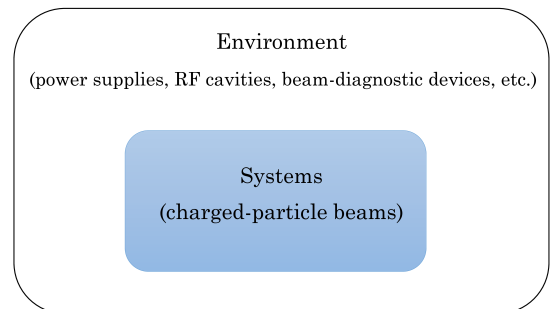 Environment
(power supplies, RF cavities, beam-diagnostic devices, etc.)
Systems
(charged-particle beams)